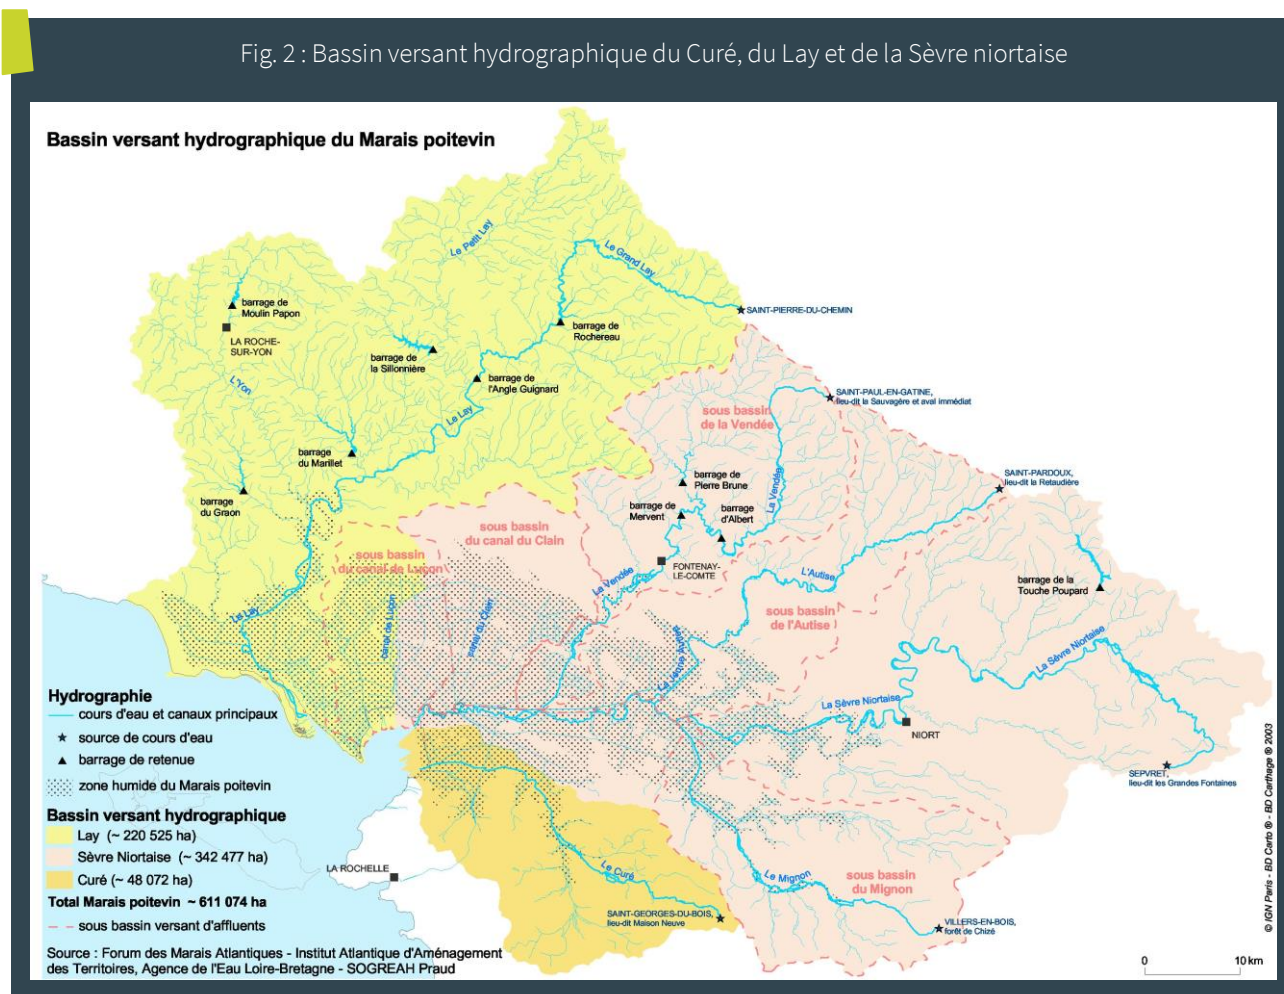 Fig. 2 : Bassin versant hydrographique du Curé, du Lay et de la Sèvre niortaise
Bassin versant hydrographique du Marais poitevin
Le Petit Lay
Le Grand Lay
barrage de
Moulin Papon
LA ROCHE-
SUR-YON
SAINT-PIERRE-DU-CHEMIN
barrage de
Rochereau
barrage de
la Sillonnière
barrage de
l'Angle Guignard
L'Yon
Le Lay
SAINT-PAUL-EN-GATINE,
lieu-dit la Sauvagère et aval immédiat
sous bassin
de la Vendée
barrage
du Marillet
barrage
du Graon
barrage de
Pierre Brune
La Vendée
SAINT-PARDOUX,
lieu-dit la Retaudière
barrage de
Mervent
barrage
d'Albert
sous bassin
du canal du Clain
sous bassin
du canal de Luçon
FONTENAY-
LE-COMTE
La Vendée
L'Autise
barrage de la
Touche Poupard
sous bassin
de l'Autise
Le Lay
canal de Luçon
canal du Clain
La Jeune Autise
La Sèvre Niortaise
La Sèvre Niortaise
NIORT
SEPVRET,
lieu-dit les Grandes Fontaines
Hydrographie
cours d'eau et canaux principaux
source de cours d'eau
barrage de retenue
zone humide du Marais poitevin
Bassin versant hydrographique
Lay (~ 220 525 ha)
Sèvre Niortaise (~ 342 477 ha)
Curé (~ 48 072 ha)
Total Marais poitevin ~ 611 074 ha
sous bassin versant d'affluents
LA ROCHELLE
Le Curé
Le Mignon
sous bassin
du Mignon
SAINT-GEORGES-DU-BOIS,
lieu-dit Maison Neuve
VILLERS-EN-BOIS,
forêt de Chizé
Source : Forum des Marais Atlantiques - Institut Atlantique d'Aménagement
des Territoires, Agence de l'Eau Loire-Bretagne - SOGREAH Praud
0 10 km
© IGN Paris - BD Carto ® - BD Carthage ® 2003